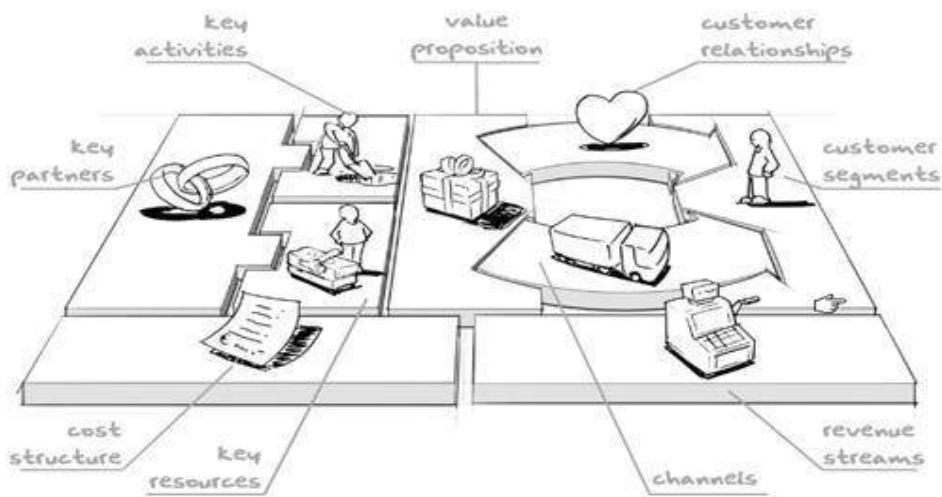 key
activities
value
proposition
customer
relationships
key
partners
customer
segments
cost
structure
key
resources
channels
revenue
streams